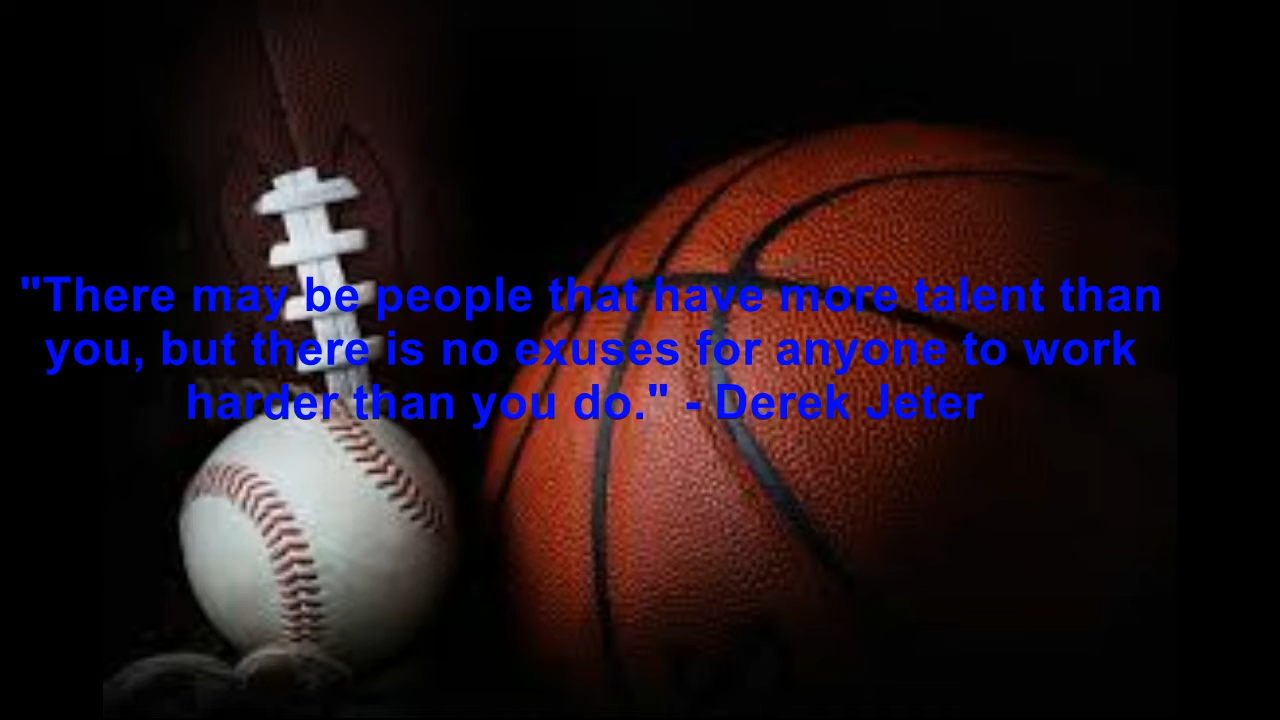 "There may be people that have more talent than
you, but there is no exuses for anyone to work
harder than you do." - Derek Jeter